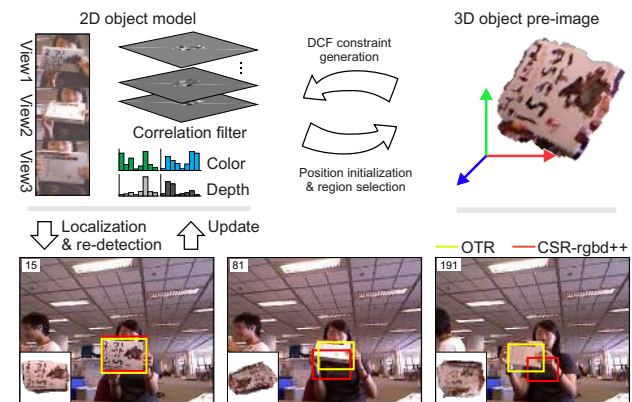 2D object model
3D object pre-image
View1
View2
View3
DCF constraint
generation
Correlation filter
Color
Depth
Position initialization
& region selection
Localization
& re-detection
Update
OTR
CSR-rgbd++
15
81
191